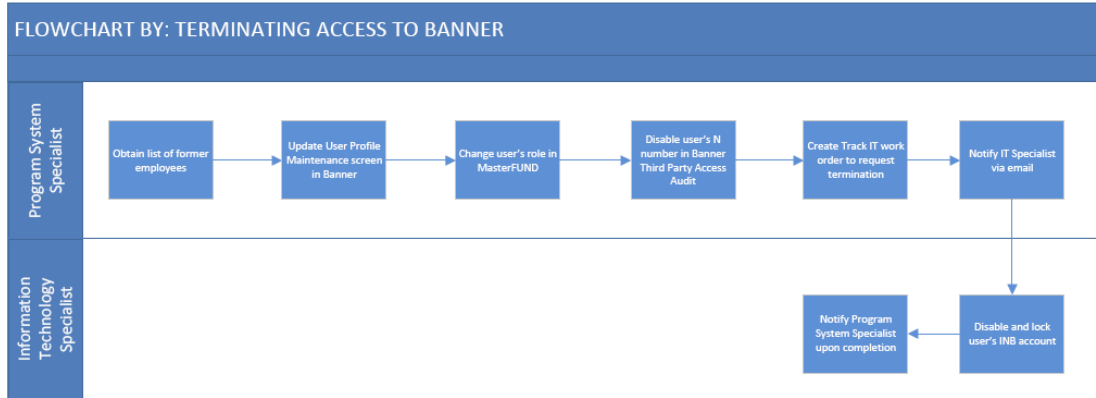 FLOWCHART BY: TERMINATING ACCESS TO BANNER
Program System
Specialist
Obtain list of former
employees
Update User Profile
Maintenance screen
in Banner
Change user's role in
MasterFUND
Disable user's N
number in Banner
Third Party Access
Audit
Create Track IT work
order to request
termination
Notify IT Specialist
via email
Information
Technology
Specialist
Notify Program
System Specialist
upon completion
Disable and lock
user's INB account